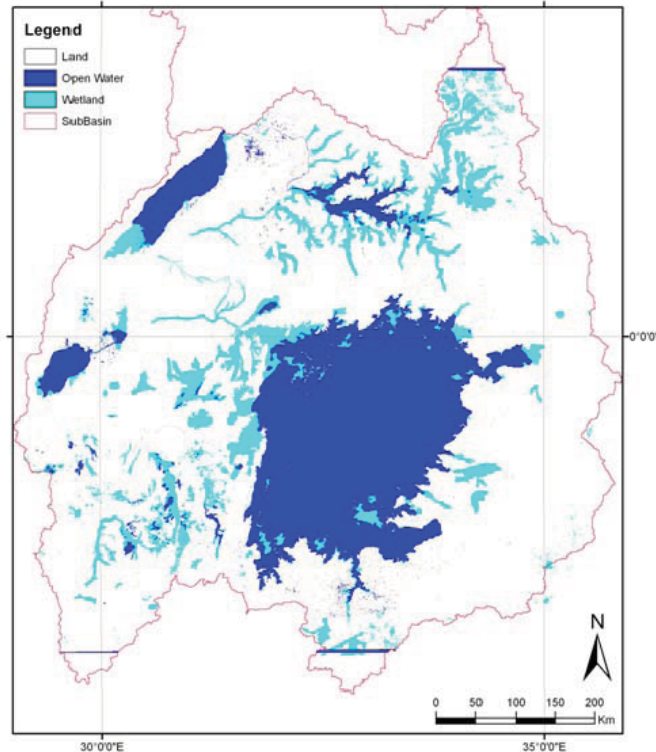 Legend
Land
Open Water
Wetland
SubBasin
0°0'0"
N
0 50 100 150 200
Km
30°0'0"E
35°0'0"E